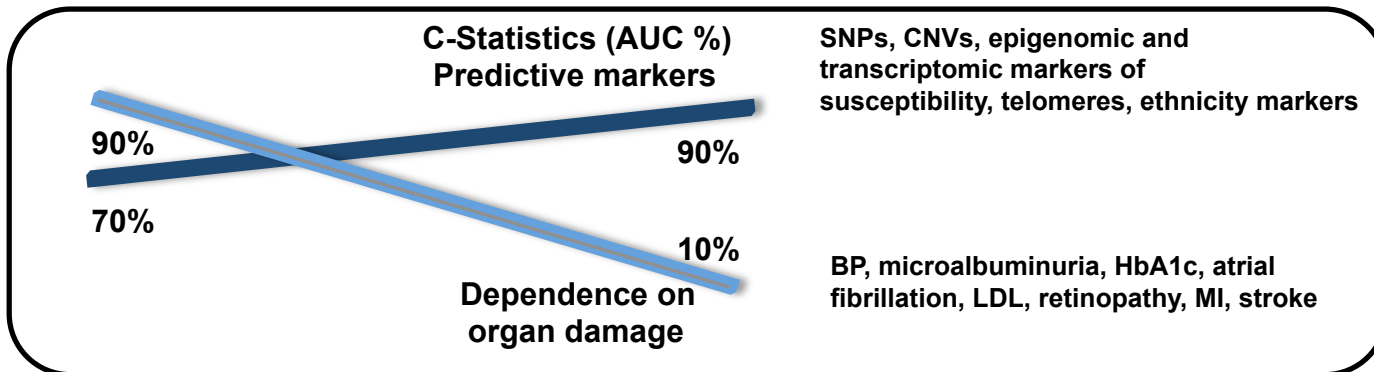 C-Statistics (AUC %)
Predictive markers
SNPs, CNVs, epigenomic and
transcriptomic markers of
susceptibility, telomeres, ethnicity markers
90%
90%
70%
10%
Dependence on
organ damage
BP, microalbuminuria, HbA1c, atrial
fibrillation, LDL, retinopathy, MI, stroke